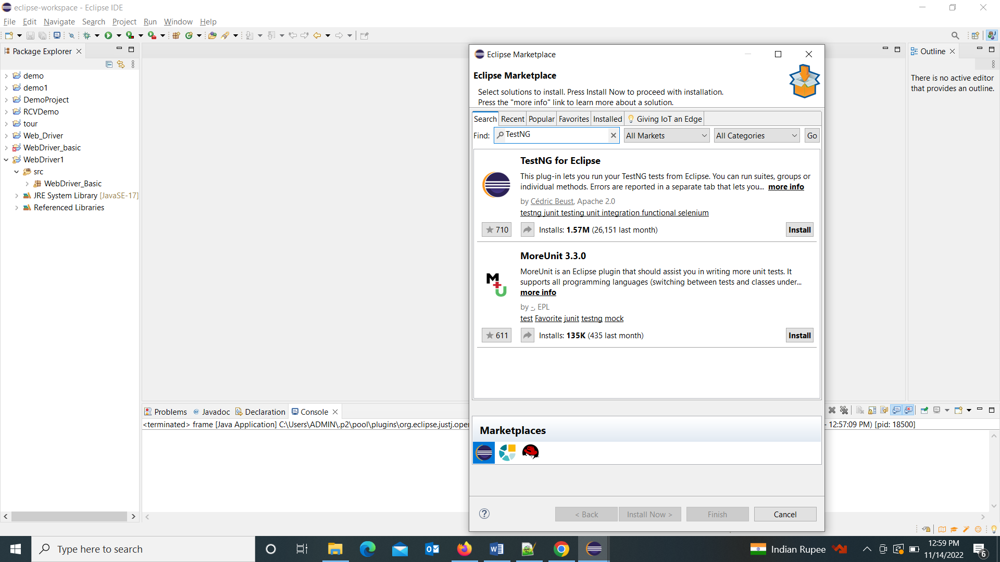 eclipse-workspace - Eclipse IDE
File Edit Navigate Search Project Run Window Help
Package Explorer
demo
demo1
DemoProject
RCVDemo
tour
Web_Driver
WebDriver_basic
WebDriver1
src
WebDriver_Basic
JRE System Library [JavaSE-17]
Referenced Libraries
Eclipse Marketplace
Eclipse Marketplace
Select solutions to install. Press Install Now to proceed with installation.
Press the "more info" link to learn more about a solution.
Search Recent Popular Favorites Installed Giving IoT an Edge
Find: TestNG All Markets All Categories Go
TestNG for Eclipse
This plug-in lets you run your TestNG tests from Eclipse. You can run suites, groups or
individual methods. Errors are reported in a separate tab that lets you... more info
by Cédric Beust, Apache 2.0
testng junit testing unit integration functional selenium
710 Installs: 1.57M (26,151 last month) Install
MoreUnit 3.3.0
MoreUnit is an Eclipse plugin that should assist you in writing more unit tests. It
supports all programming languages (switching between tests and classes under...
more info
by -, EPL
test Favorite junit testng mock
611 Installs: 135K (435 last month) Install
Marketplaces
< Back Install Now > Finish Cancel
Outline
There is no active editor
that provides an outline.
Problems Javadoc Declaration Console
<terminated> frame [Java Application] C:\Users\ADMIN\.p2\pool\plugins\org.eclipse.justj.oper - 12:57:09 PM) [pid: 18500]
Type here to search
Indian Rupee
12:59 PM
11/14/2022
6